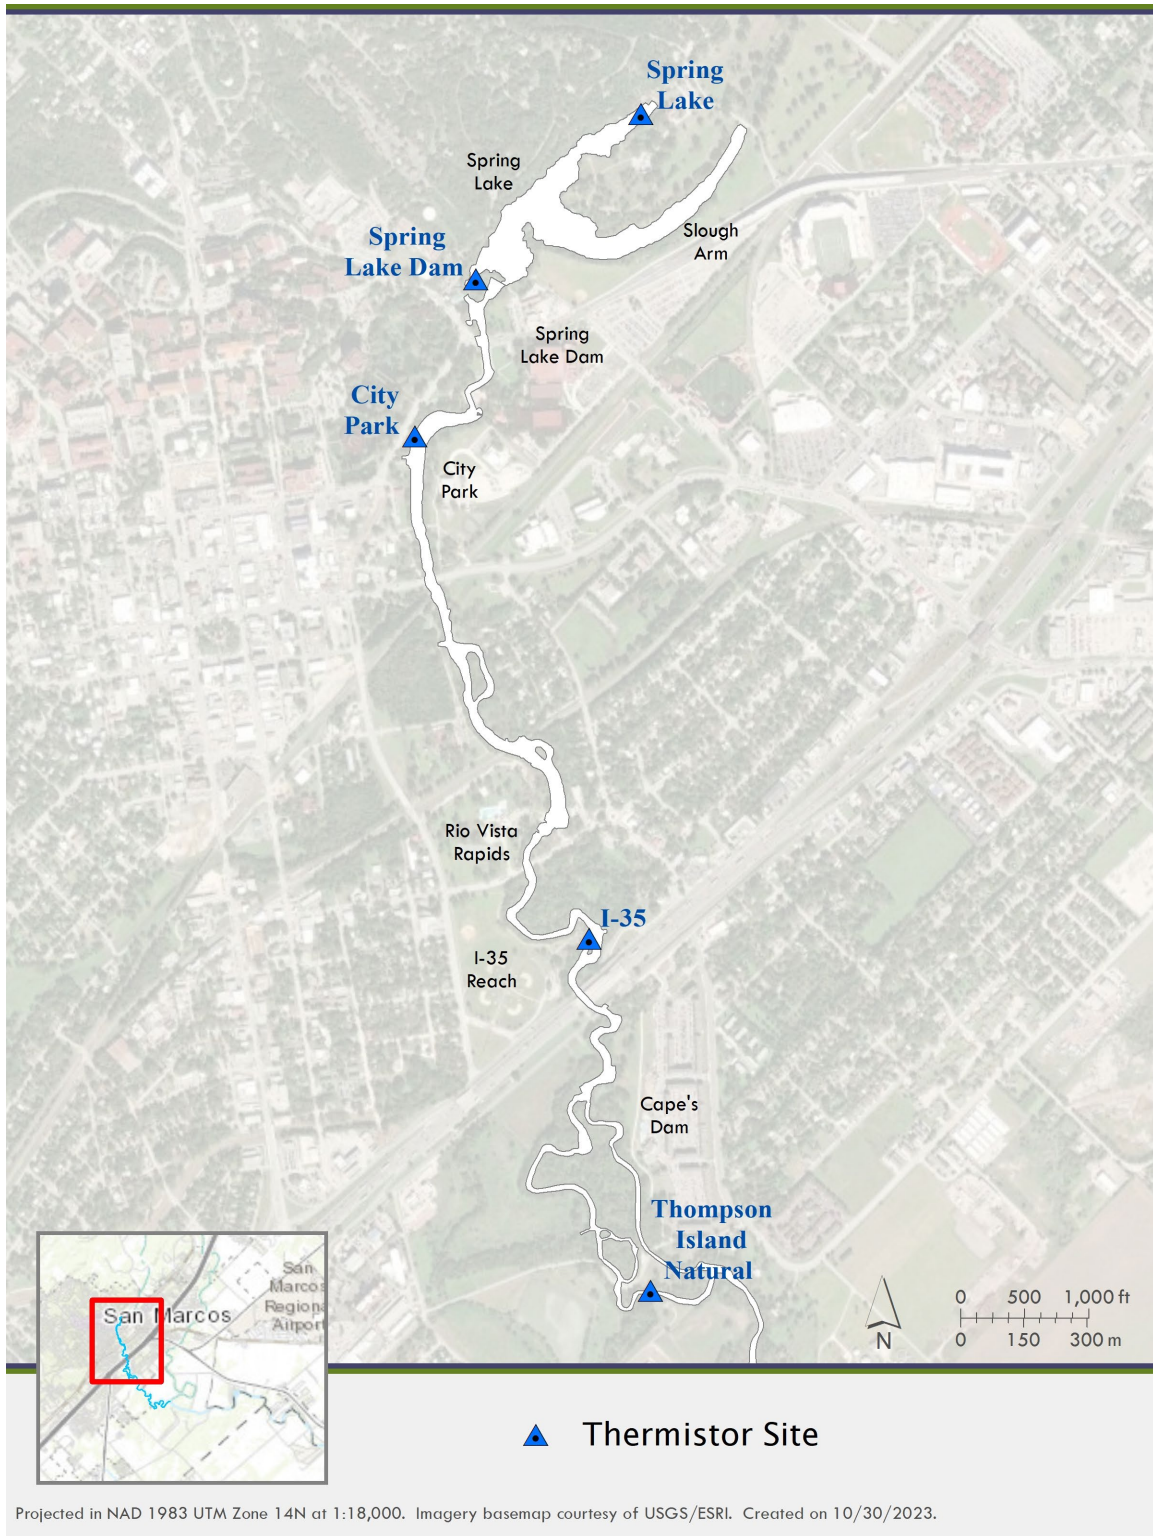 Spring
Lake
Spring
Lake
Slough
Arm
Spring
Lake Dam
Spring
Lake Dam
City
Park
City
Park
Rio Vista
Rapids
I-35
I-35
Reach
Cape's
Dam
Thompson
Island
Natural
San Marcos
San
Marcos
Regional
Airport
N
0 500 1,000 ft
0 150 300 m
Thermistor Site
Projected in NAD 1983 UTM Zone 14N at 1:18,000. Imagery basemap courtesy of USGS/ESRI. Created on 10/30/2023.